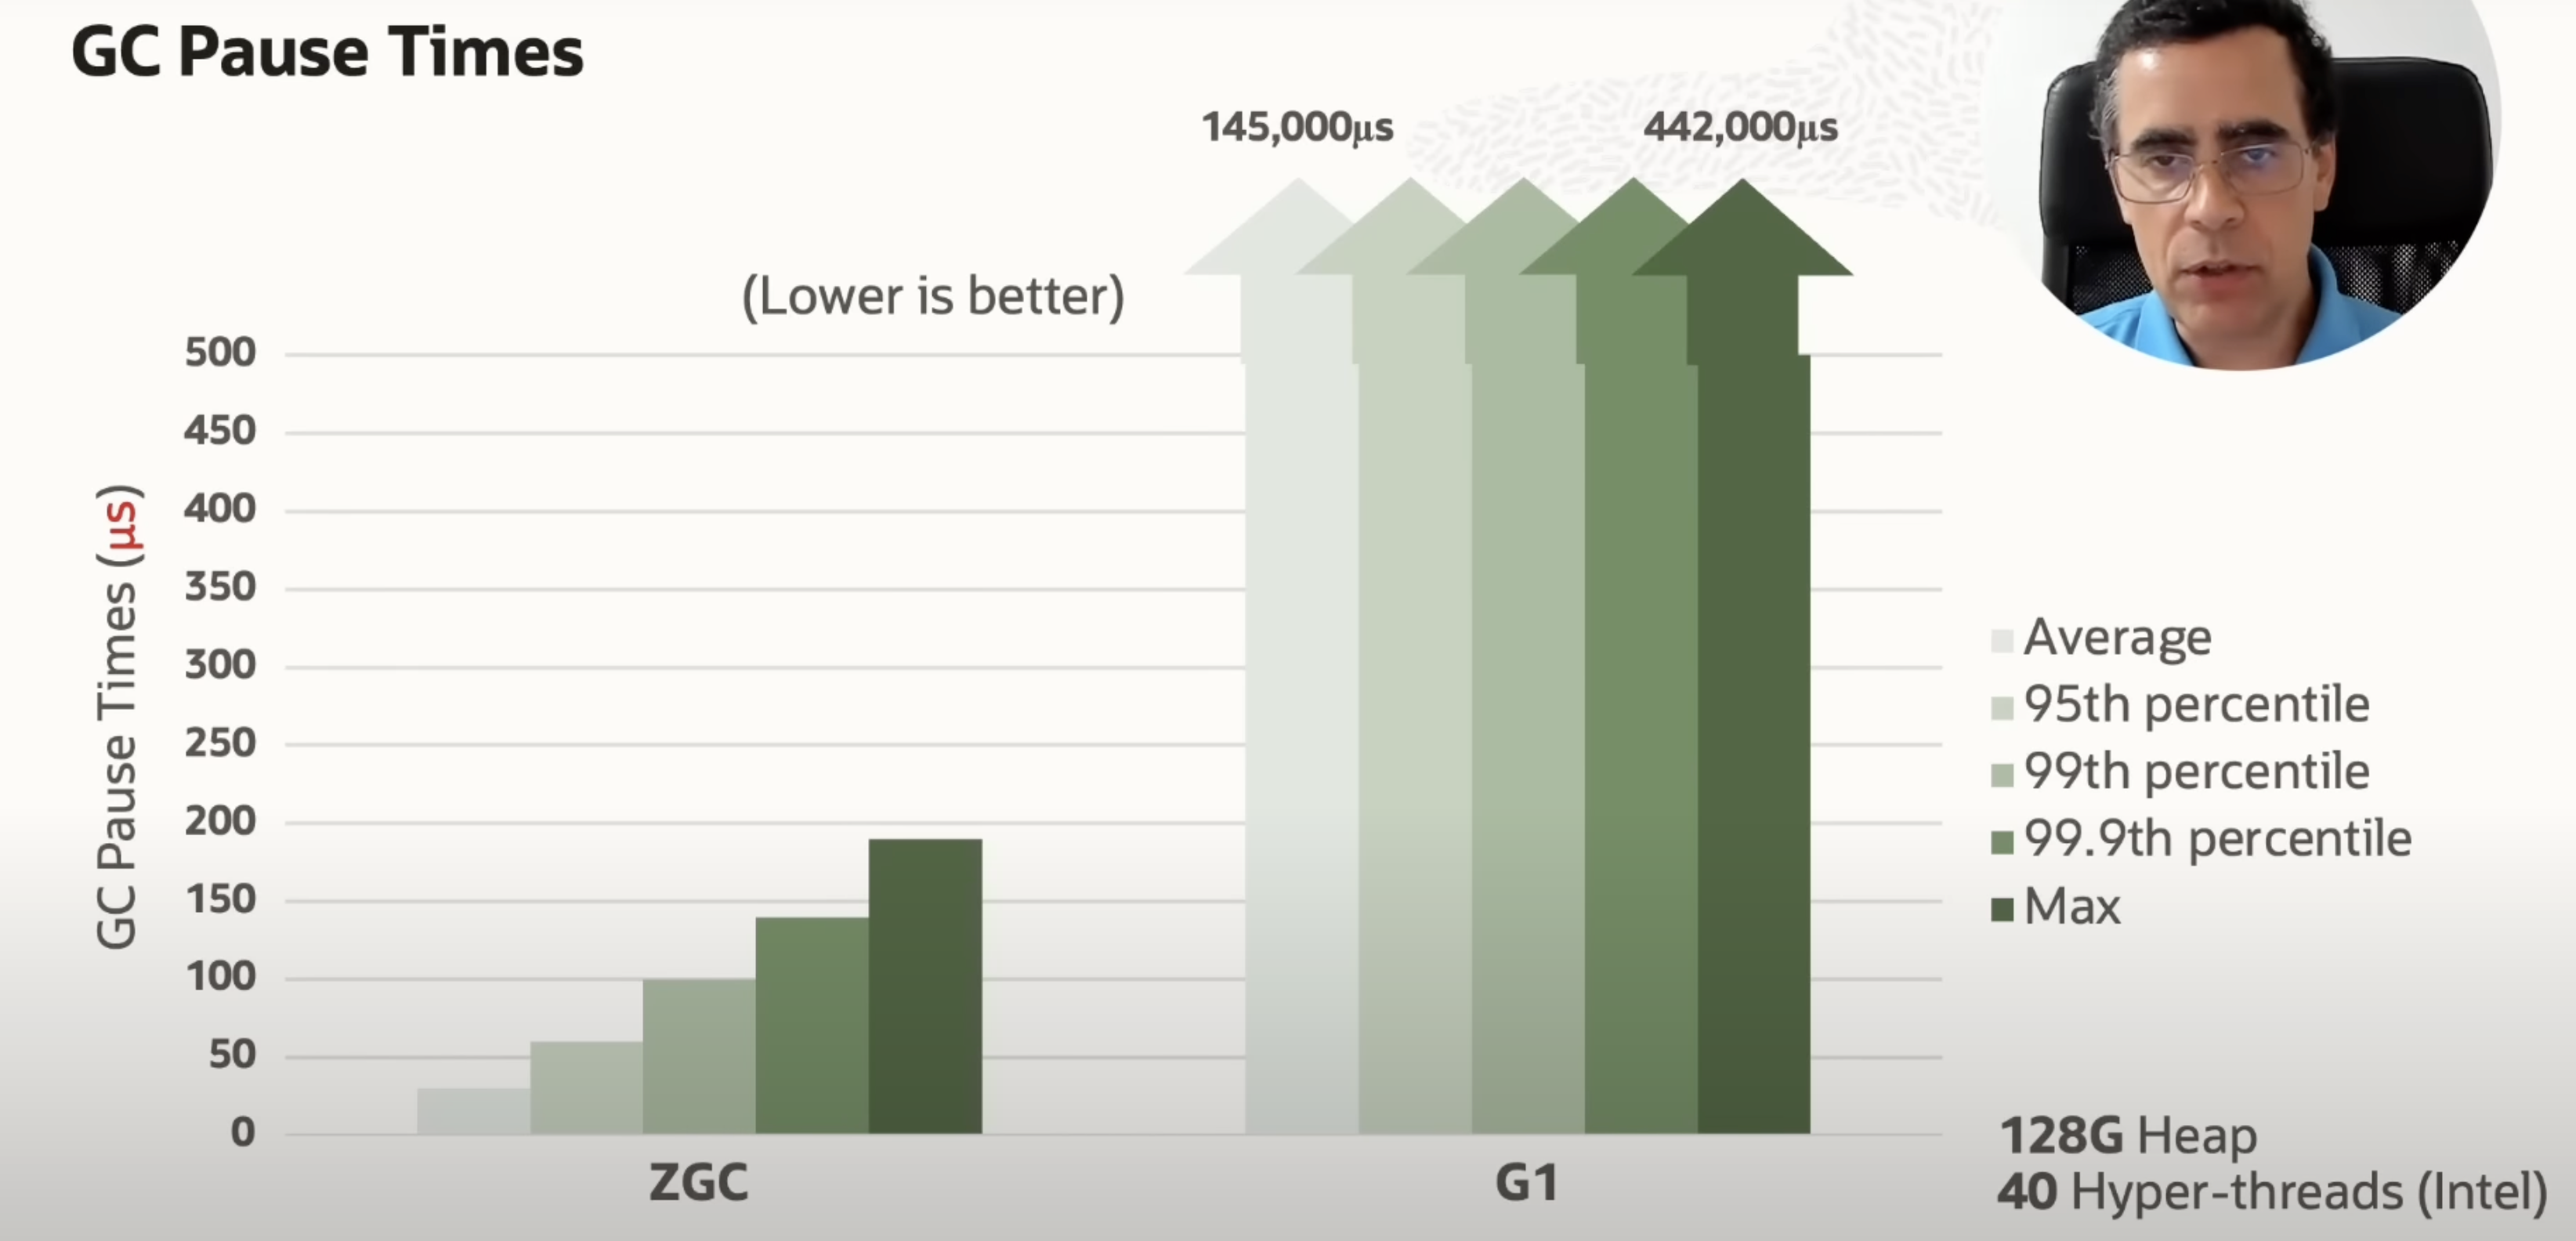 GC Pause Times
145,000μs
442,000μs
(Lower is better)
500
450
400
350
300
250
200
150
100
50
0
GC Pause Times (μs)
ZGC
G1
Average
95th percentile
99th percentile
99.9th percentile
Max
128G Heap
40 Hyper-threads (Intel)